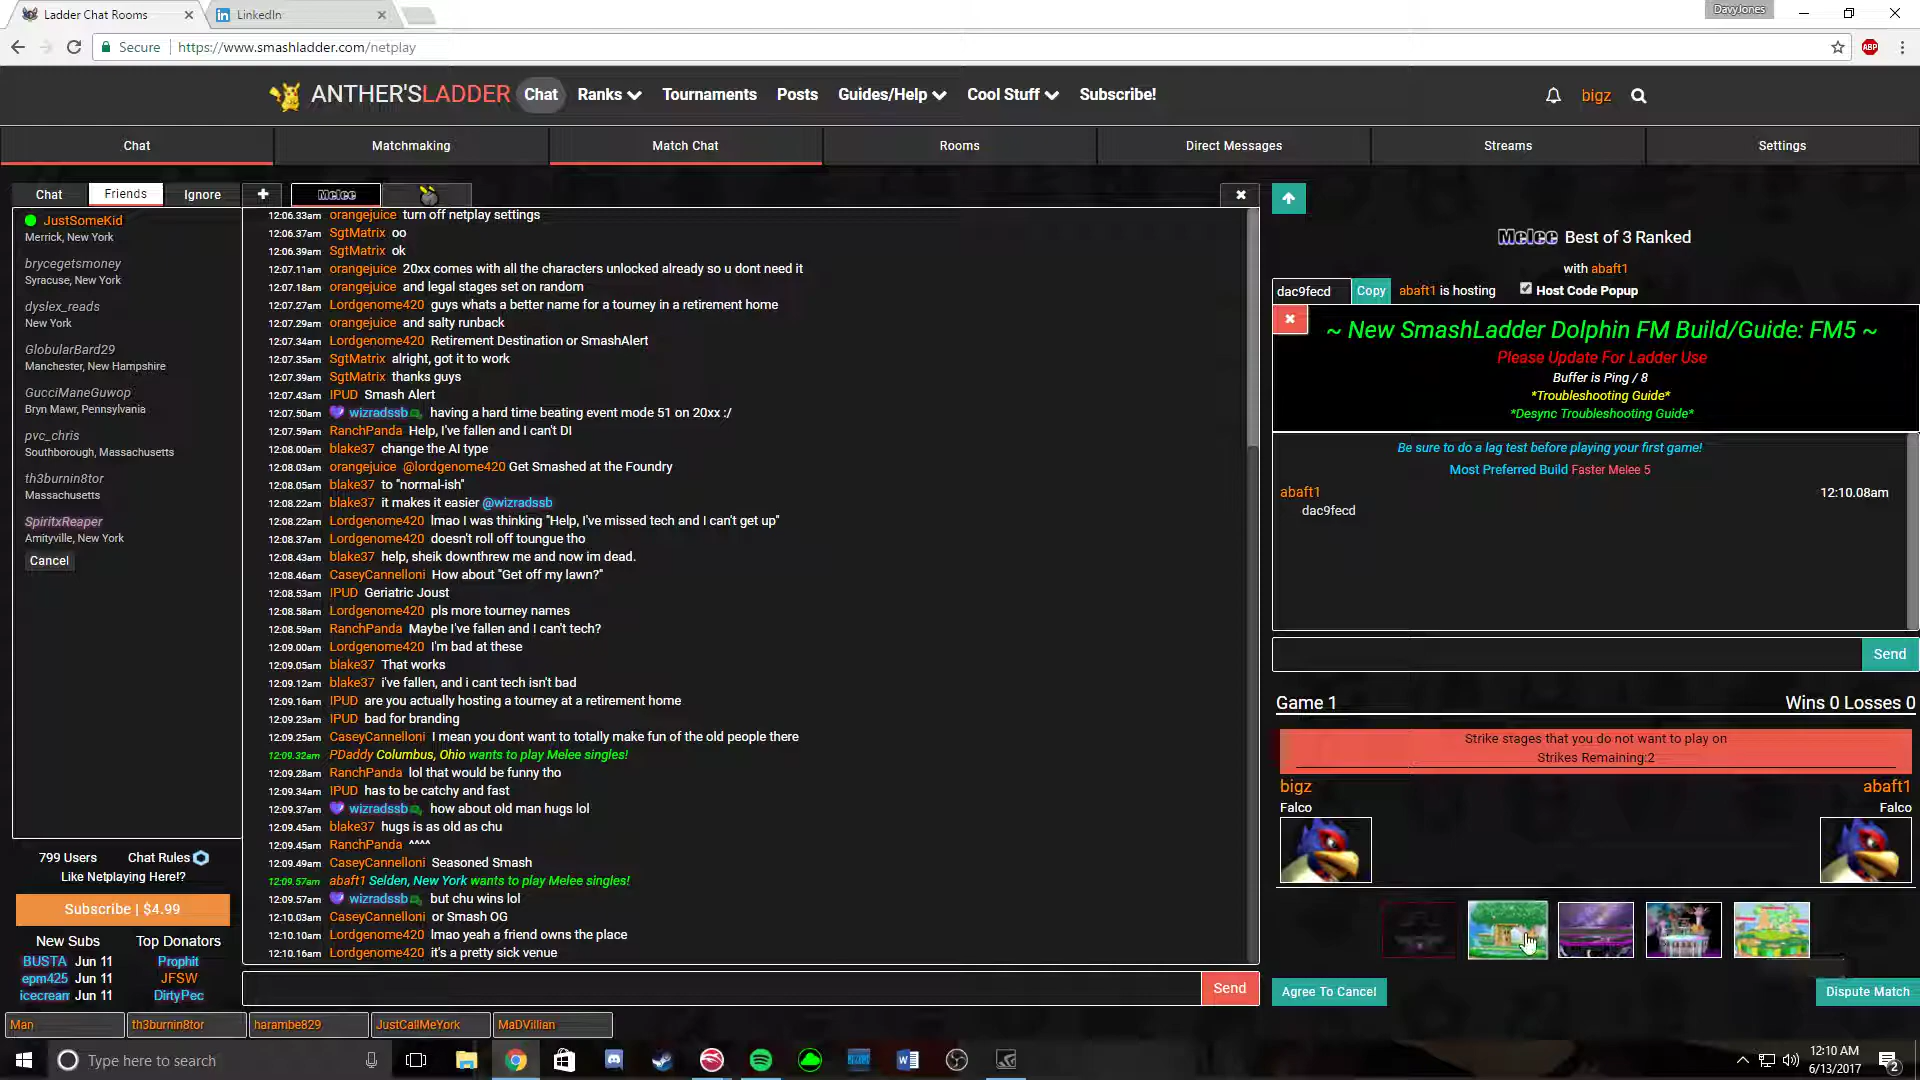 Ladder Chat Rooms
LinkedIn
DavyJones
Secure
https://www.smashladder.com/netplay
ABP
ANTHER'SLADDER
Chat
Ranks
Tournaments
Posts
Guides/Help
Cool Stuff
Subscribe!
bigz
Chat
Matchmaking
Match Chat
Rooms
Direct Messages
Streams
Settings
Chat
Friends
Ignore
Melee
JustSomeKid
Merrick, New York
brycegetsmoney
Syracuse, New York
dyslex_reads
New York
GlobularBard29
Manchester, New Hampshire
GucciManeGuwop
Bryn Mawr, Pennsylvania
pvc_chris
Southborough, Massachusetts
th3burnin8tor
Massachusetts
SpiritxReaper
Amityville, New York
Cancel
799 Users
Chat Rules
Like Netplaying Here!?
Subscribe | $4.99
New Subs
Top Donators
BUSTA Jun 11
Prophit
epm425 Jun 11
JFSW
icecream Jun 11
DirtyPec
12:06.33am orangejuice turn off netplay settings
12:06.37am SgtMatrix oo
12:06.39am SgtMatrix ok
12:07.11am orangejuice 20xx comes with all the characters unlocked already so u dont need it
12:07.18am orangejuice and legal stages set on random
12:07.27am Lordgenome420 guys whats a better name for a tourney in a retirement home
12:07.29am orangejuice and salty runback
12:07.34am Lordgenome420 Retirement Destination or SmashAlert
12:07.35am SgtMatrix alright, got it to work
12:07.39am SgtMatrix thanks guys
12:07.43am IPUD Smash Alert
12:07.50am wizradssb having a hard time beating event mode 51 on 20xx :/
12:07.59am RanchPanda Help, I've fallen and I can't DI
12:08.00am blake37 change the AI type
12:08.03am orangejuice @lordgenome420 Get Smashed at the Foundry
12:08.05am blake37 to "normal-ish"
12:08.22am blake37 it makes it easier @wizradssb
12:08.22am Lordgenome420 lmao I was thinking "Help, I've missed tech and I can't get up"
12:08.37am Lordgenome420 doesn't roll off toungue tho
12:08.43am blake37 help, sheik downthrew me and now im dead.
12:08.46am CaseyCannelloni How about "Get off my lawn?"
12:08.53am IPUD Geriatric Joust
12:08.58am Lordgenome420 pls more tourney names
12:08.59am RanchPanda Maybe I've fallen and I can't tech?
12:09.00am Lordgenome420 I'm bad at these
12:09.05am blake37 That works
12:09.12am blake37 i've fallen, and i cant tech isn't bad
12:09.16am IPUD are you actually hosting a tourney at a retirement home
12:09.23am IPUD bad for branding
12:09.25am CaseyCannelloni I mean you dont want to totally make fun of the old people there
12:09.32am PDaddy Columbus, Ohio wants to play Melee singles!
12:09.28am RanchPanda lol that would be funny tho
12:09.34am IPUD has to be catchy and fast
12:09.37am wizradssb how about old man hugs lol
12:09.45am blake37 hugs is as old as chu
12:09.45am RanchPanda ^^^^
12:09.49am CaseyCannelloni Seasoned Smash
12:09.57am abaft1 Selden, New York wants to play Melee singles!
12:09.57am wizradssb but chu wins lol
12:10.03am CaseyCannelloni or Smash OG
12:10.10am Lordgenome420 lmao yeah a friend owns the place
12:10.16am Lordgenome420 it's a pretty sick venue
Send
Melee Best of 3 Ranked
with abaft1
dac9fecd
Copy
abaft1 is hosting
Host Code Popup
~ New SmashLadder Dolphin FM Build/Guide: FM5 ~
Please Update For Ladder Use
Buffer is Ping / 8
*Troubleshooting Guide*
*Desync Troubleshooting Guide*
Be sure to do a lag test before playing your first game!
Most Preferred Build Faster Melee 5
abaft1
12:10.08am
dac9fecd
Send
Game 1
Wins 0 Losses 0
Strike stages that you do not want to play on
Strikes Remaining:2
bigz
abaft1
Falco
Falco
Agree To Cancel
Dispute Match
Man
th3burnin8tor
harambe829
JustCallMeYork
MaDVillian
Type here to search
12:10 AM
6/13/2017
2